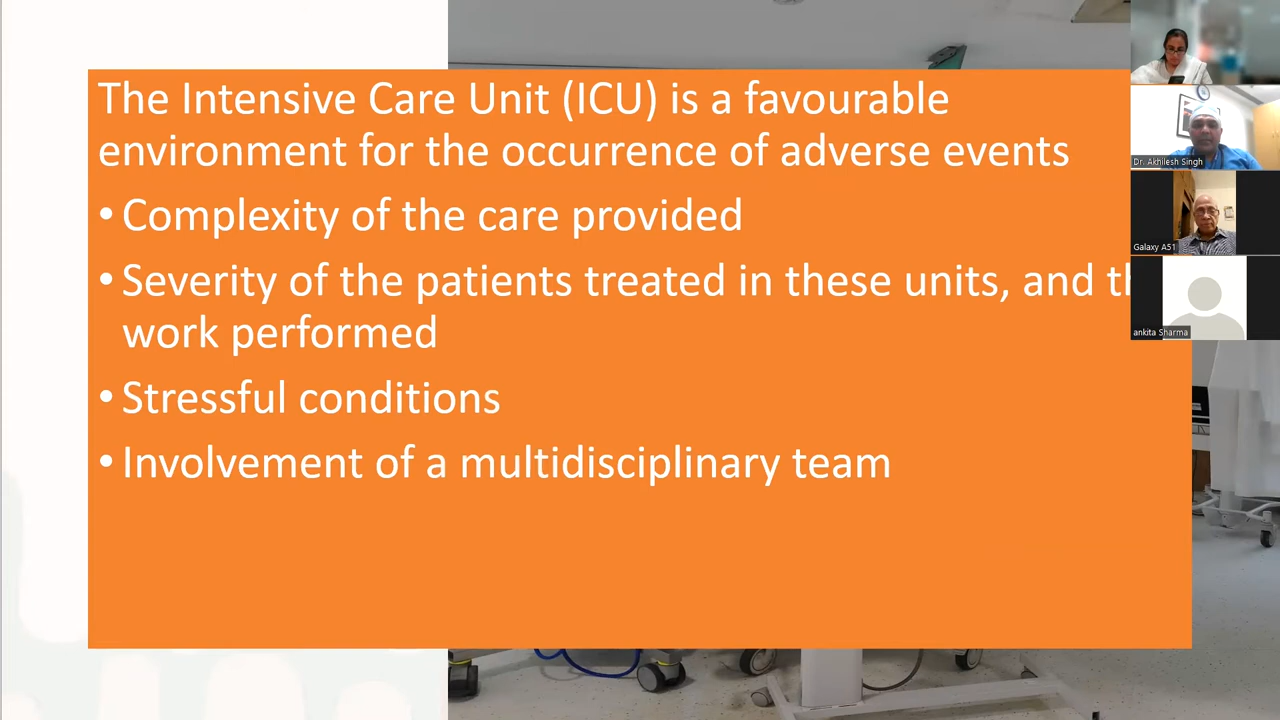 The Intensive Care Unit (ICU) is a favourable
environment for the occurrence of adverse events
• Complexity of the care provided
• Severity of the patients treated in these units, and
work performed
• Stressful conditions
• Involvement of a multidisciplinary team
Dr. Akhilesh Singh
Galaxy A51
ankita Sharma